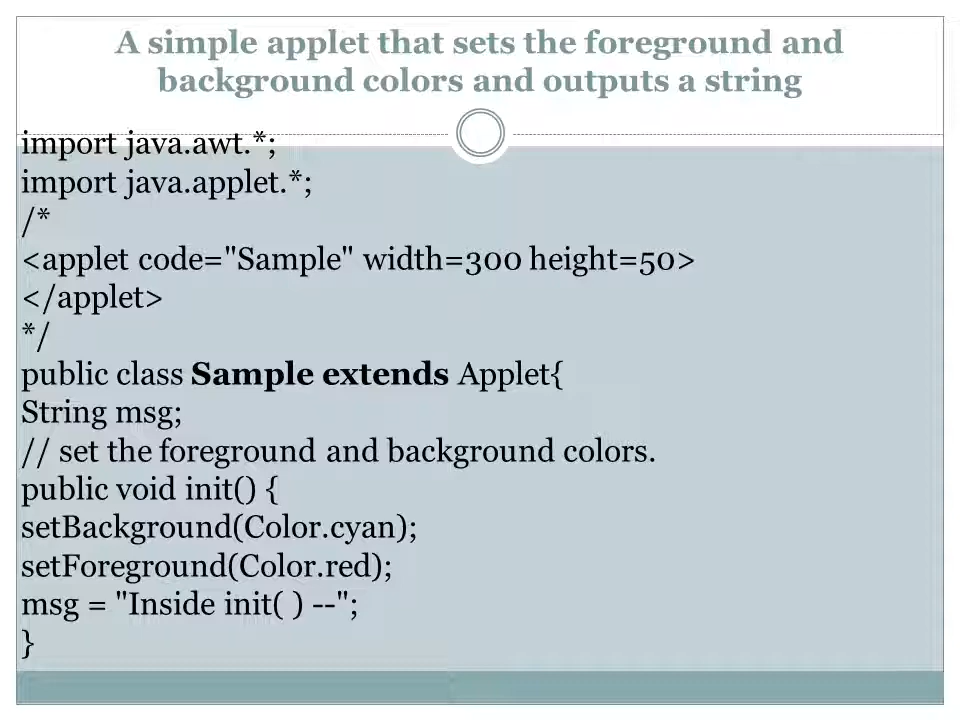 A simple applet that sets the foreground and
background colors and outputs a string
import java.awt.*;
import java.applet.*;
/*
<applet code="Sample" width=300 height=50>
</applet>
*/
public class Sample extends Applet{
String msg;
// set the foreground and background colors.
public void init() {
setBackground(Color.cyan);
setForeground(Color.red);
msg = "Inside init( ) --";
}